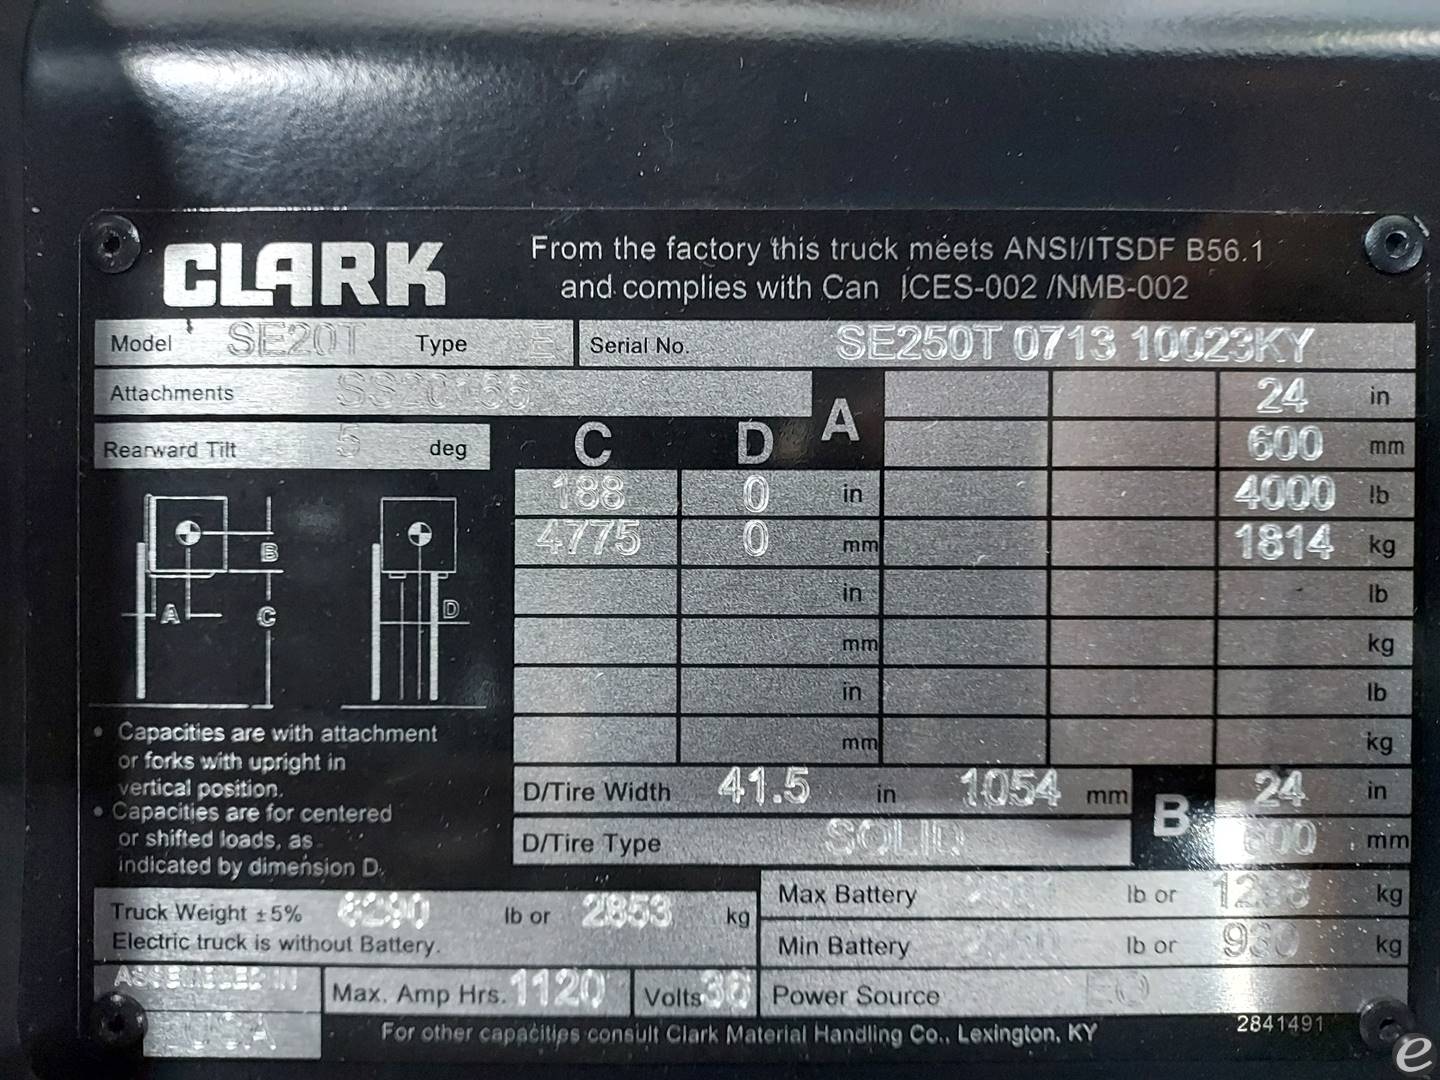 CLARK
From the factory this truck meets ANSI/ITSDF B56.1
and complies with Can ICES-002 /NMB-002
Model SE20T Type E Serial No. SE250T 0713 10023KY
Attachments
A 24 in
Rearward Tilt 5 deg
C D 600 mm
188 0 in 4000 lb
4775 0 mm 1814 kg
in lb
mm kg
in lb
mm kg
B
A C
D
• Capacities are with attachment
or forks with upright in
vertical position.
• Capacities are for centered
or shifted loads, as
indicated by dimension D.
D/Tire Width 41.5 in 1054 mm B 24 in
D/Tire Type SOLID 600 mm
Truck Weight ±5% 6290 lb or 2853 kg
Electric truck is without Battery.
Max Battery lb or kg
Min Battery lb or kg
ASSEMBLED IN
USA
Max. Amp Hrs. 1120 Volts 36 Power Source
For other capacities consult Clark Material Handling Co., Lexington, KY
2841491
e